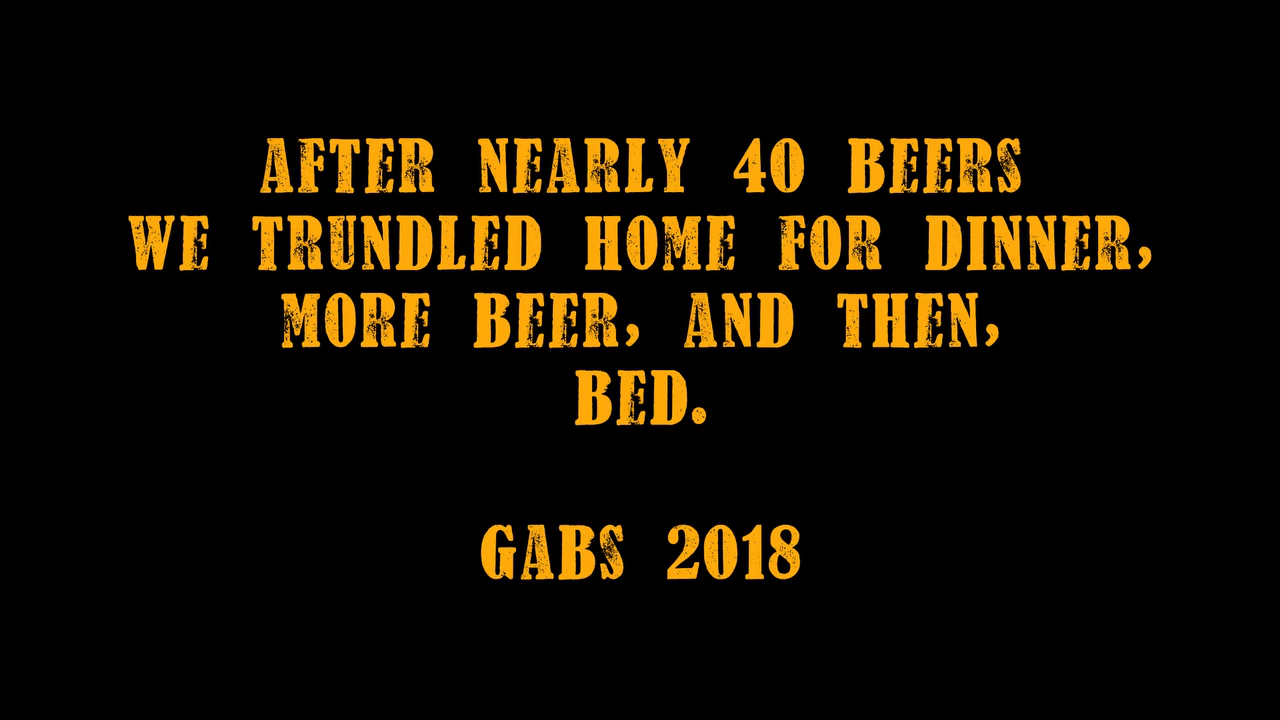 AFTER NEARLY 40 BEERS
WE TRUNDLED HOME FOR DINNER,
MORE BEER, AND THEN,
BED.
GABS 2018